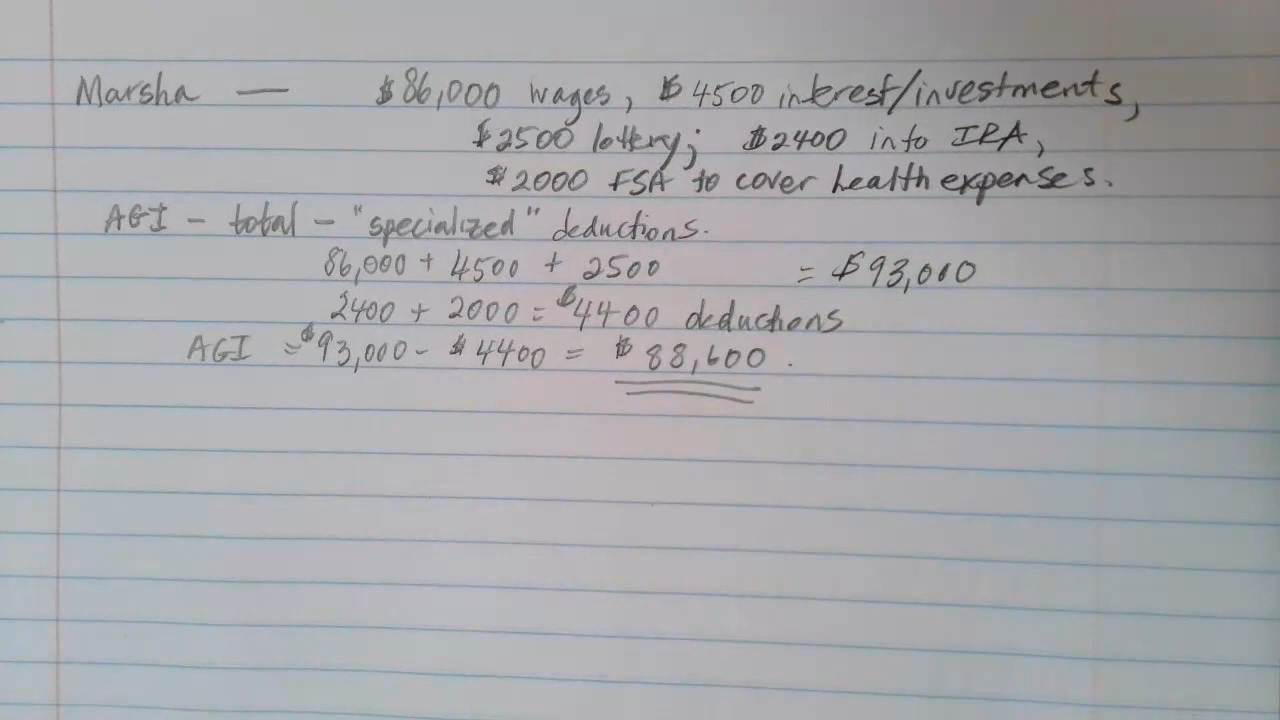 Marsha — $86,000 wages, $4500 interest/investments,
$2500 lottery; $2400 into IRA,
$2000 FSA to cover health expenses.
AGI - total - "specialized" deductions.
86,000 + 4500 + 2500 = $93,000
2400 + 2000 = $4400 deductions
AGI = $93,000 - $4400 = $88,600.